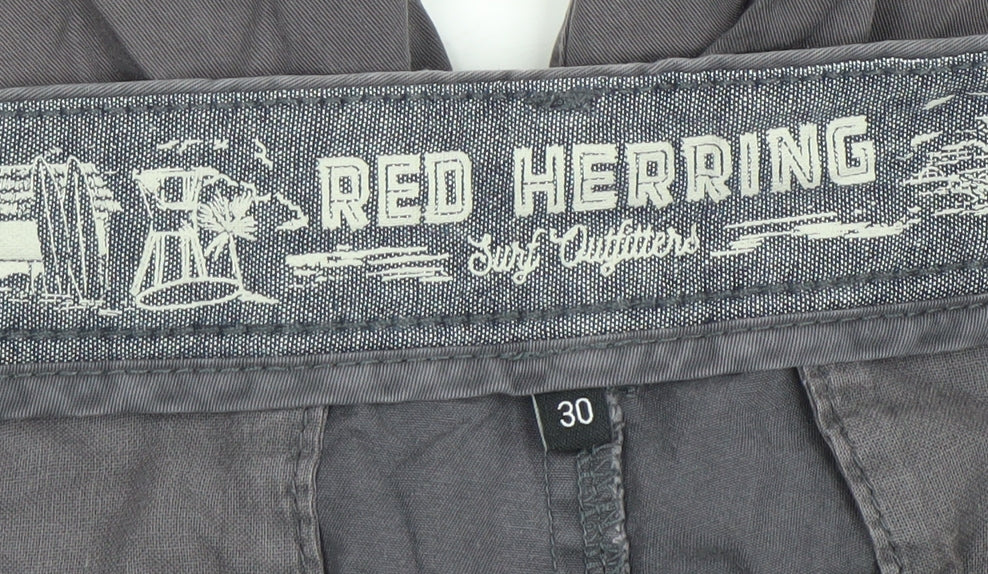 RED HERRING
Surf Outfitters
30